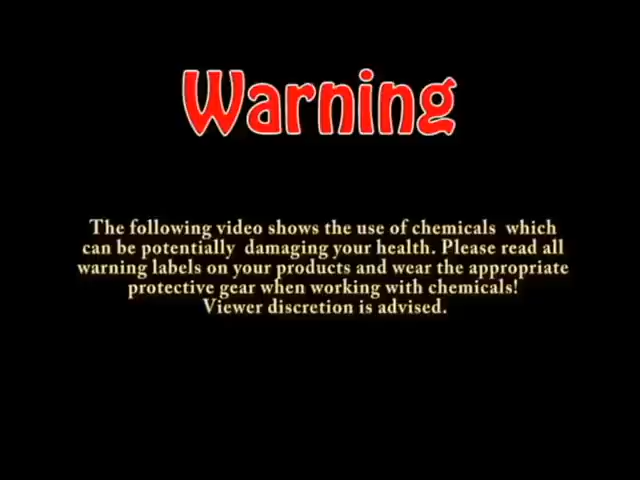 Warning
The following video shows the use of chemicals  which
can be potentially  damaging your health. Please read all
warning labels on your products and wear the appropriate
protective gear when working with chemicals!
Viewer discretion is advised.